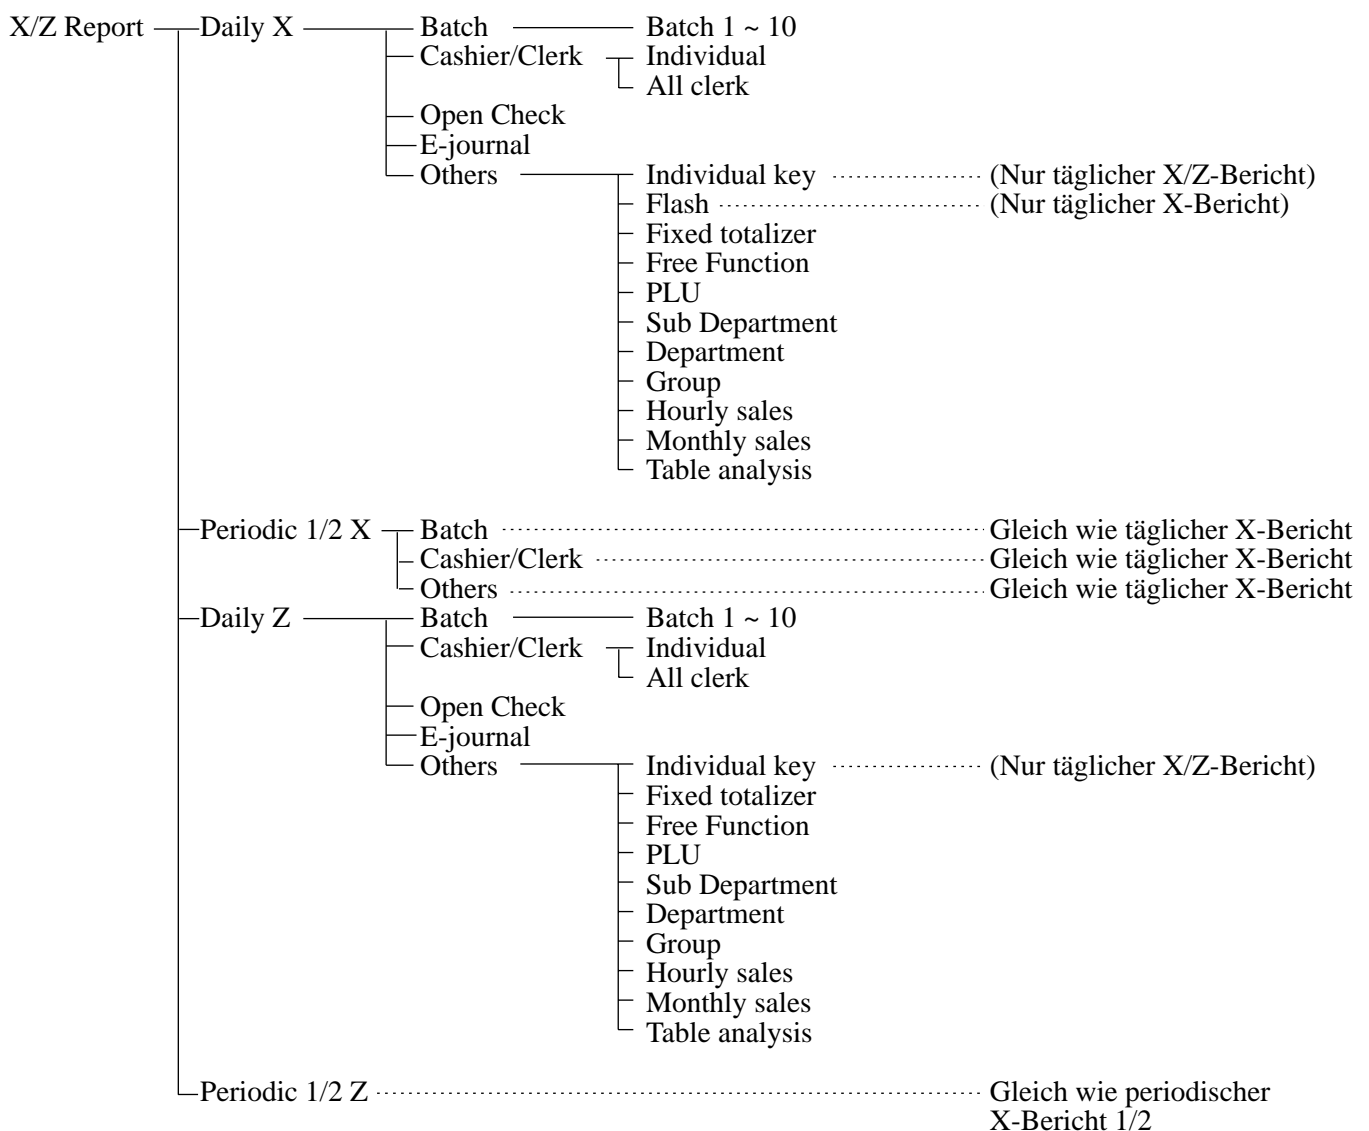 X/Z Report Daily X Batch Batch 1 ~ 10
Cashier/Clerk Individual
All clerk
Open Check
E-journal
Others Individual key (Nur täglicher X/Z-Bericht)
Flash (Nur täglicher X-Bericht)
Fixed totalizer
Free Function
PLU
Sub Department
Department
Group
Hourly sales
Monthly sales
Table analysis
Periodic 1/2 X Batch Gleich wie täglicher X-Bericht
Cashier/Clerk Gleich wie täglicher X-Bericht
Others Gleich wie täglicher X-Bericht
Daily Z Batch Batch 1 ~ 10
Cashier/Clerk Individual
All clerk
Open Check
E-journal
Others Individual key (Nur täglicher X/Z-Bericht)
Fixed totalizer
Free Function
PLU
Sub Department
Department
Group
Hourly sales
Monthly sales
Table analysis
Periodic 1/2 Z Gleich wie periodischer
X-Bericht 1/2